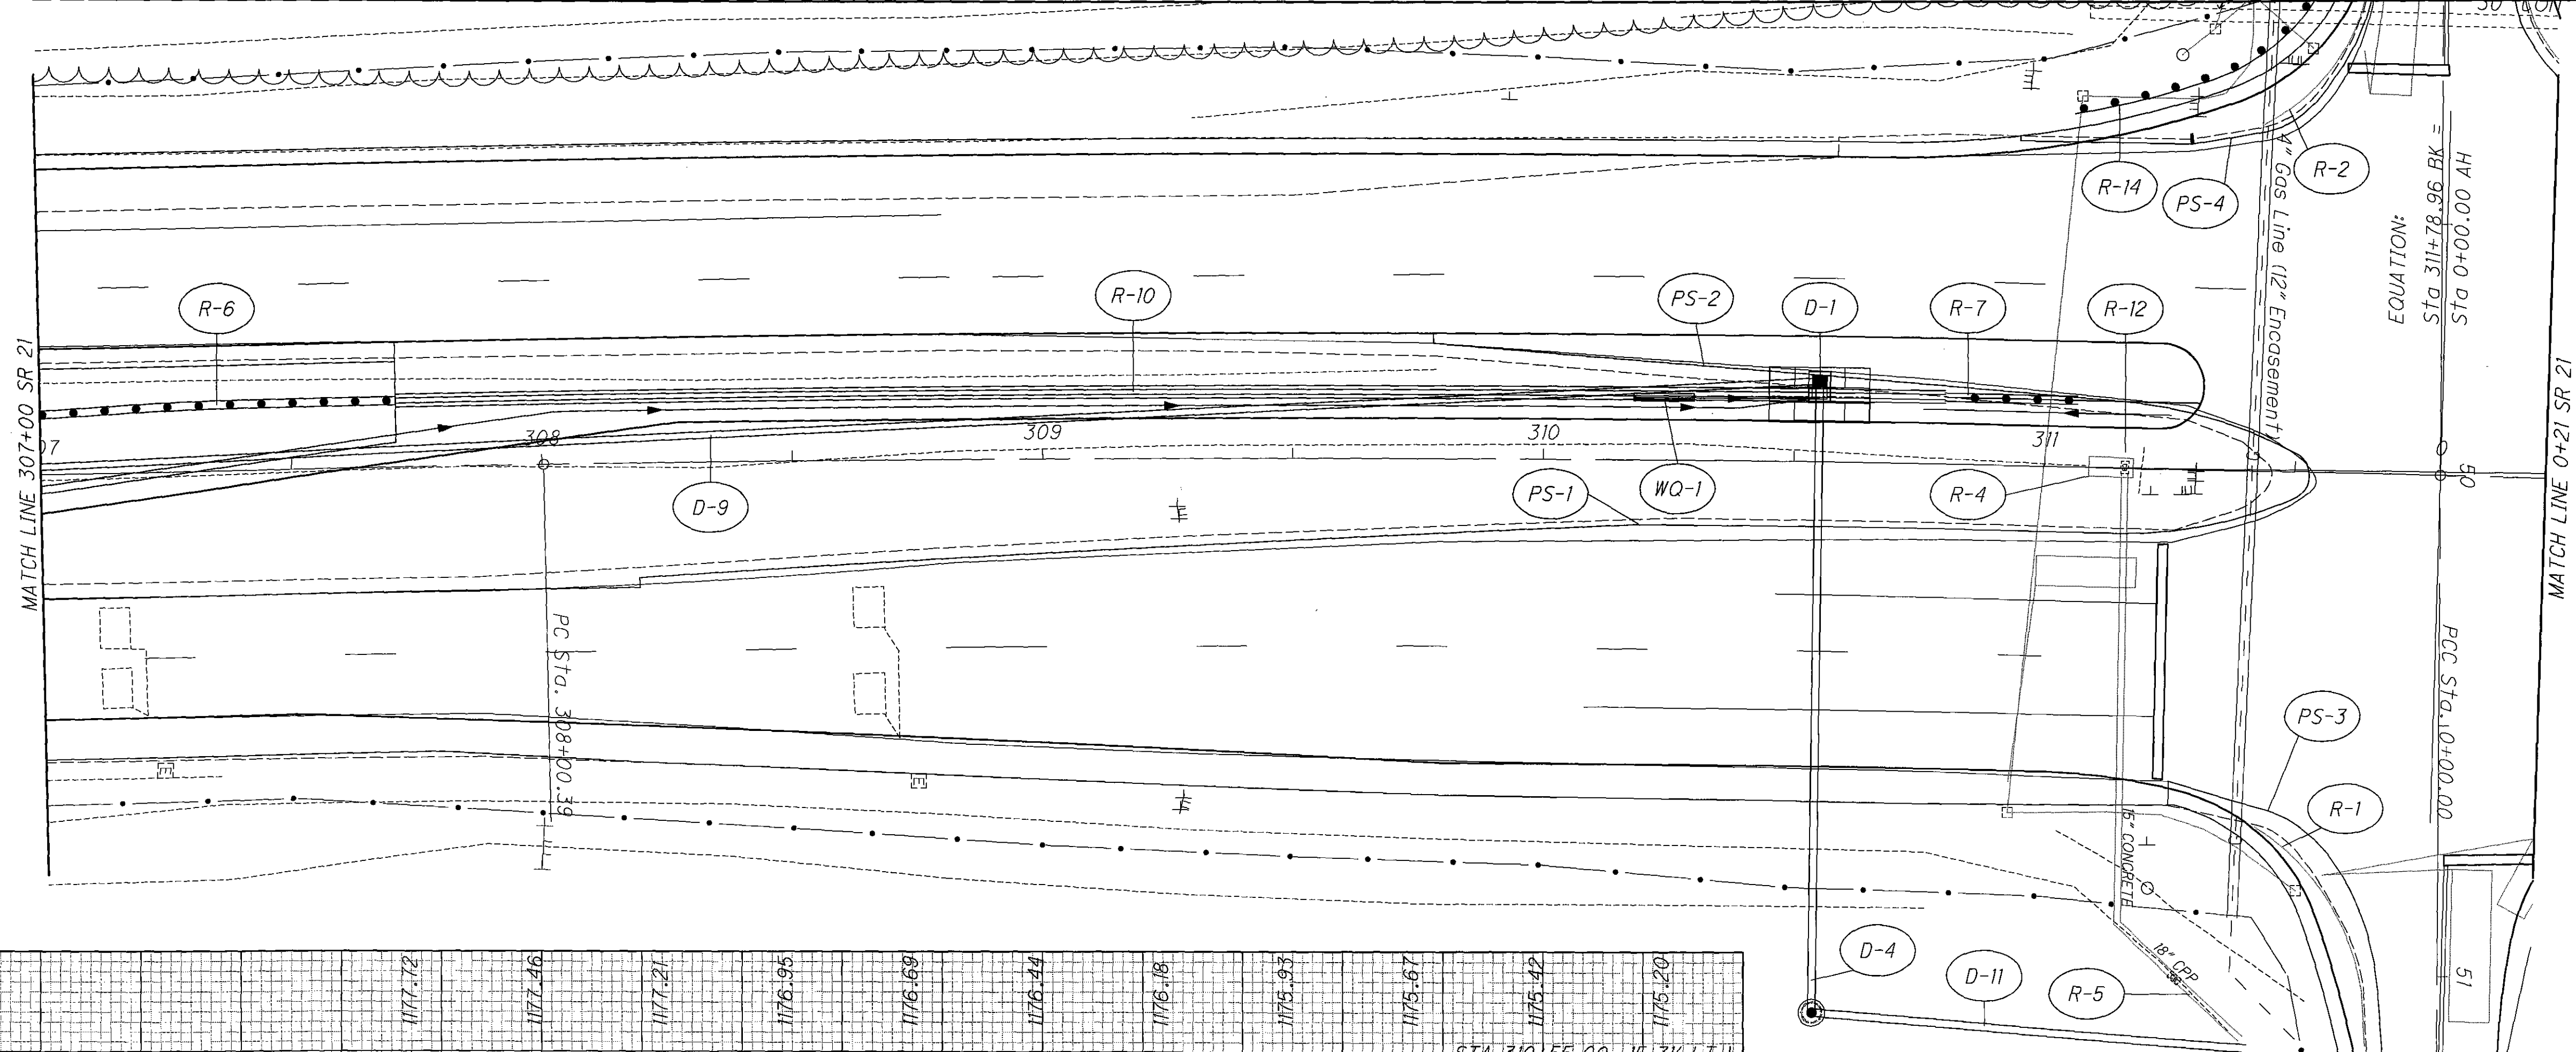 50' CON
R-14
PS-4
R-2
4" Gas Line (12" Encasement)
EQUATION:
Sta 311+78.96 BK =
Sta 0+00.00 AH
R-6
R-10
PS-2
D-1
R-7
R-12
MATCH LINE 307+00 SR 21
07
308
309
310
311
0
50
MATCH LINE 0+21 SR 21
D-9
PS-1
WQ-1
R-4
PC Sta. 308+00.39
PCC Sta. 0+00.00
PS-3
R-1
E
E
15" CONCRETE
18" CPP
D-4
D-11
R-5
51
1177.72
1177.46
1177.21
1176.95
1176.69
1176.44
1176.18
1175.93
1175.67
1175.42
1175.20